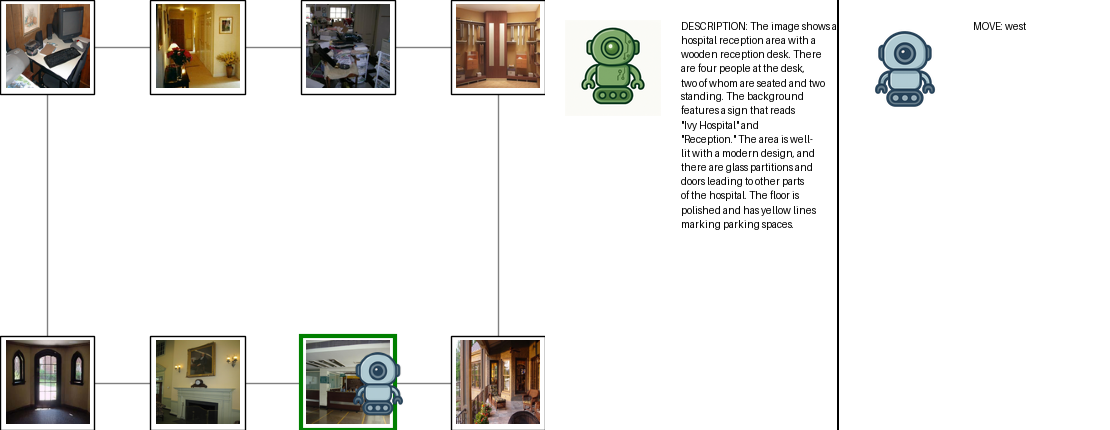 DESCRIPTION: The image shows a
hospital reception area with a
wooden reception desk. There
are four people at the desk,
two of whom are seated and two
standing. The background
features a sign that reads
"Ivy Hospital" and
"Reception." The area is well-
lit with a modern design, and
there are glass partitions and
doors leading to other parts
of the hospital. The floor is
polished and has yellow lines
marking parking spaces.
MOVE: west